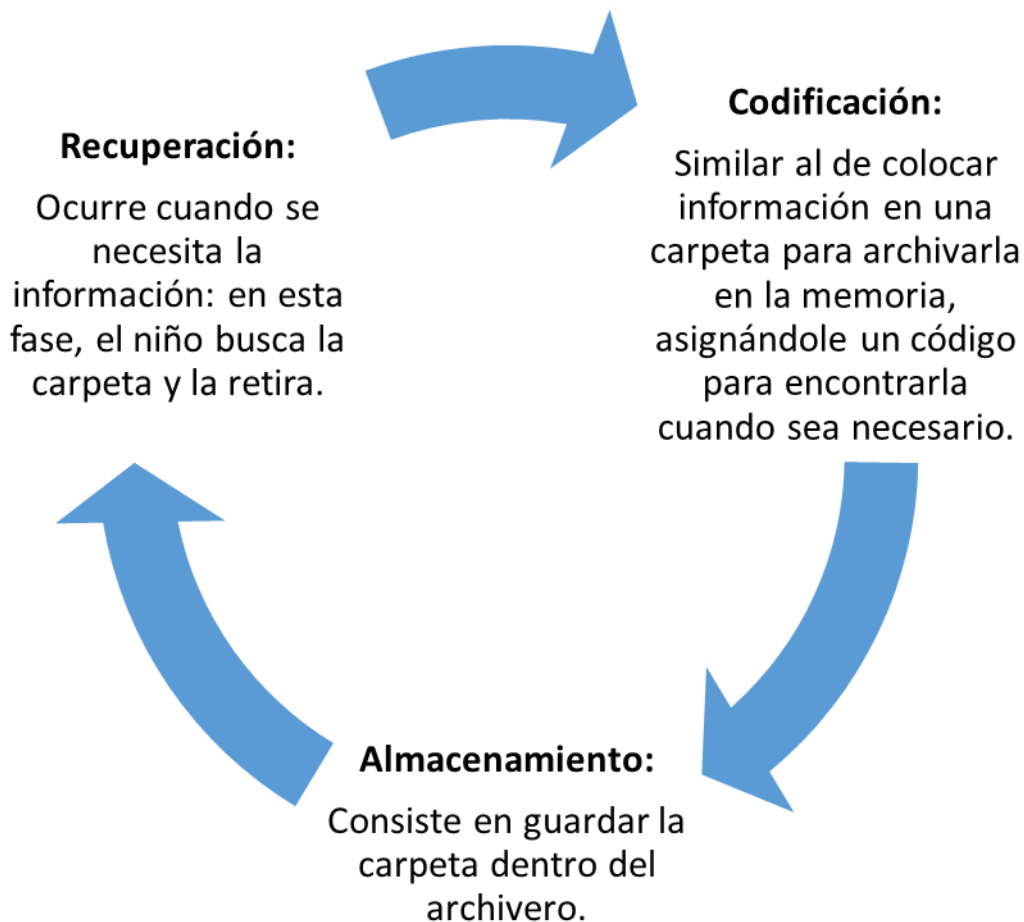 Recuperación:
Ocurre cuando se
necesita la
información: en esta
fase, el niño busca la
carpeta y la retira.
Codificación:
Similar al de colocar
información en una
carpeta para archivarla
en la memoria,
asignándole un código
para encontrarla
cuando sea necesario.
Almacenamiento:
Consiste en guardar la
carpeta dentro del
archivero.